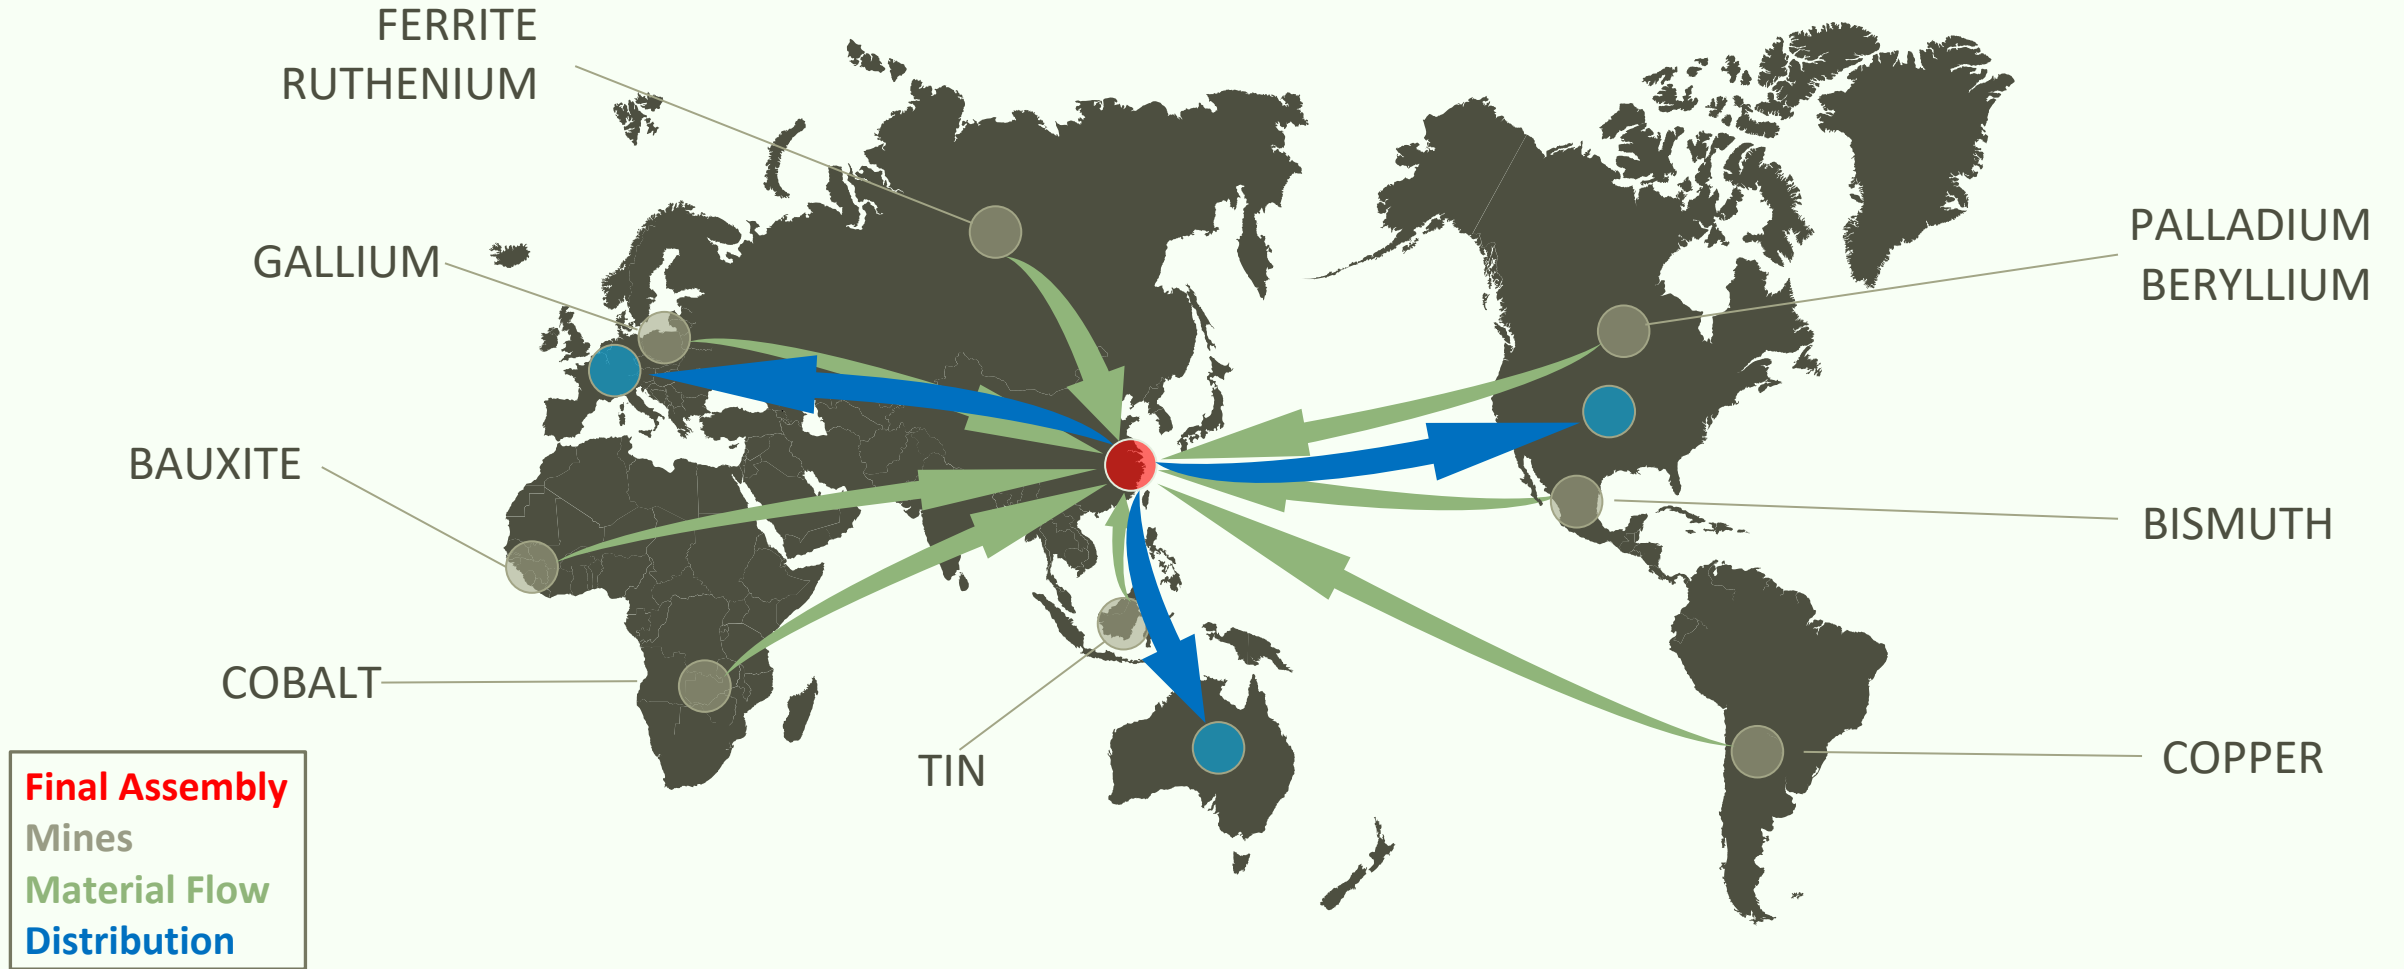 FERRITE
RUTHENIUM
GALLIUM
PALLADIUM
BERYLLIUM
BAUXITE
BISMUTH
COBALT
TIN
COPPER
Final Assembly
Mines
Material Flow
Distribution